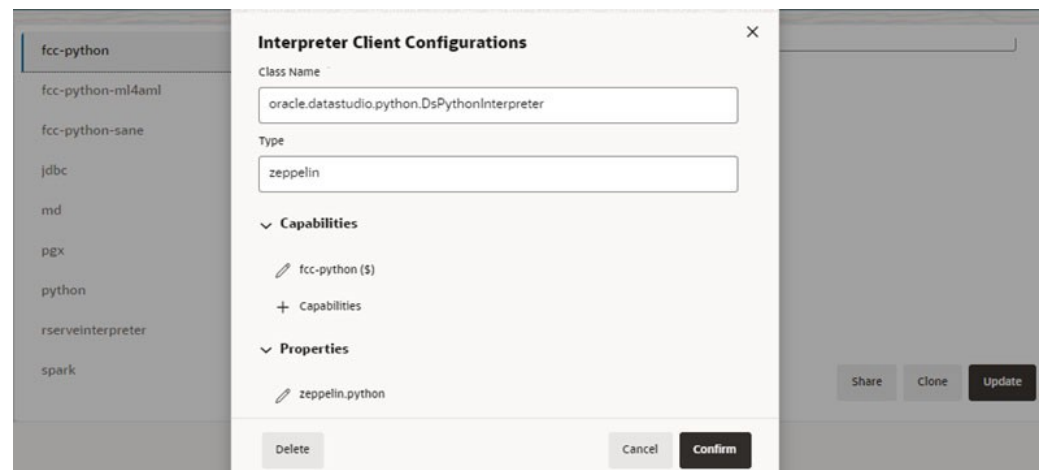 fcc-python
fcc-python-ml4aml
fcc-python-sane
jdbc
md
pgx
python
rserveinterpreter
spark
Interpreter Client Configurations
Class Name
oracle.datastudio.python.DsPythonInterpreter
Type
zeppelin
Capabilities
fcc-python ($)
+ Capabilities
Properties
zeppelin.python
Delete
Cancel
Confirm
Share
Clone
Update